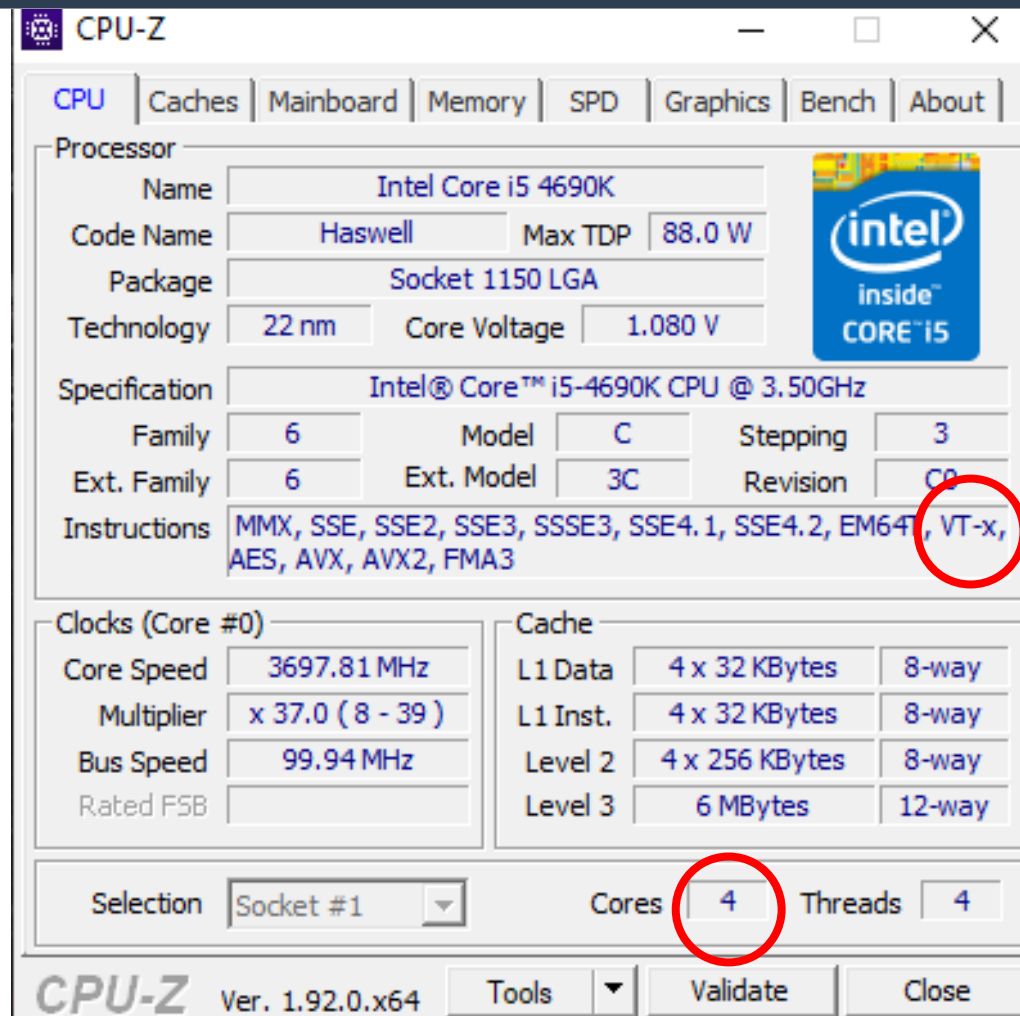 CPU-Z
CPU Caches Mainboard Memory SPD Graphics Bench About
Processor
Name Intel Core i5 4690K
Code Name Haswell Max TDP 88.0 W
Package Socket 1150 LGA
Technology 22 nm Core Voltage 1.080 V
intel
inside™
CORE™i5
Specification Intel® Core™ i5-4690K CPU @ 3.50GHz
Family 6 Model C Stepping 3
Ext. Family 6 Ext. Model 3C Revision C0
Instructions MMX, SSE, SSE2, SSE3, SSSE3, SSE4.1, SSE4.2, EM64T, VT-x,
AES, AVX, AVX2, FMA3
Clocks (Core #0)
Core Speed 3697.81 MHz
Multiplier x 37.0 ( 8 - 39 )
Bus Speed 99.94 MHz
Rated FSB
Cache
L1 Data 4 x 32 KBytes 8-way
L1 Inst. 4 x 32 KBytes 8-way
Level 2 4 x 256 KBytes 8-way
Level 3 6 MBytes 12-way
Selection Socket #1 Cores 4 Threads 4
CPU-Z Ver. 1.92.0.x64 Tools Validate Close